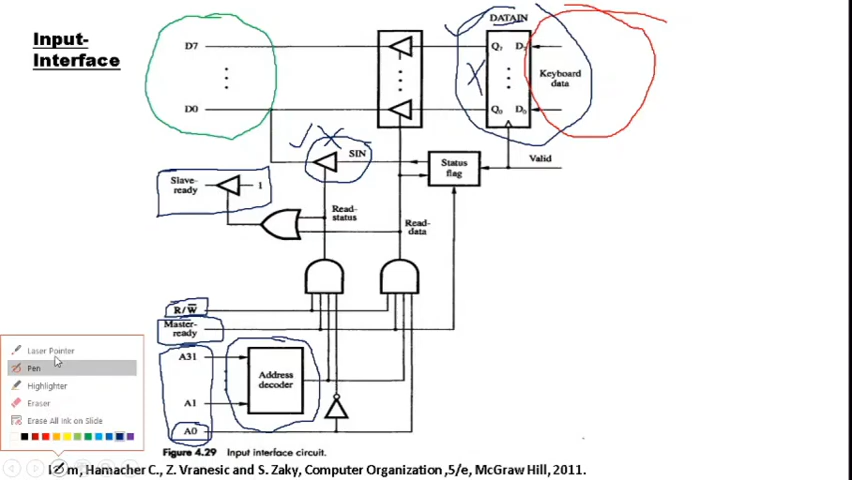 Input-
Interface
DATAIN
D7
Q7 D7
Keyboard
data
D0
Q0 D0
SIN
Status
flag
Valid
Slave-
ready
1
Read-
status
Read-
data
R/W̅
Master-
ready
A31
Address
decoder
A1
A0
Laser Pointer
Pen
Highlighter
Eraser
Erase All Ink on Slide
Figure 4.29 Input interface circuit.
m, Hamacher C., Z. Vranesic and S. Zaky, Computer Organization ,5/e, McGraw Hill, 2011.